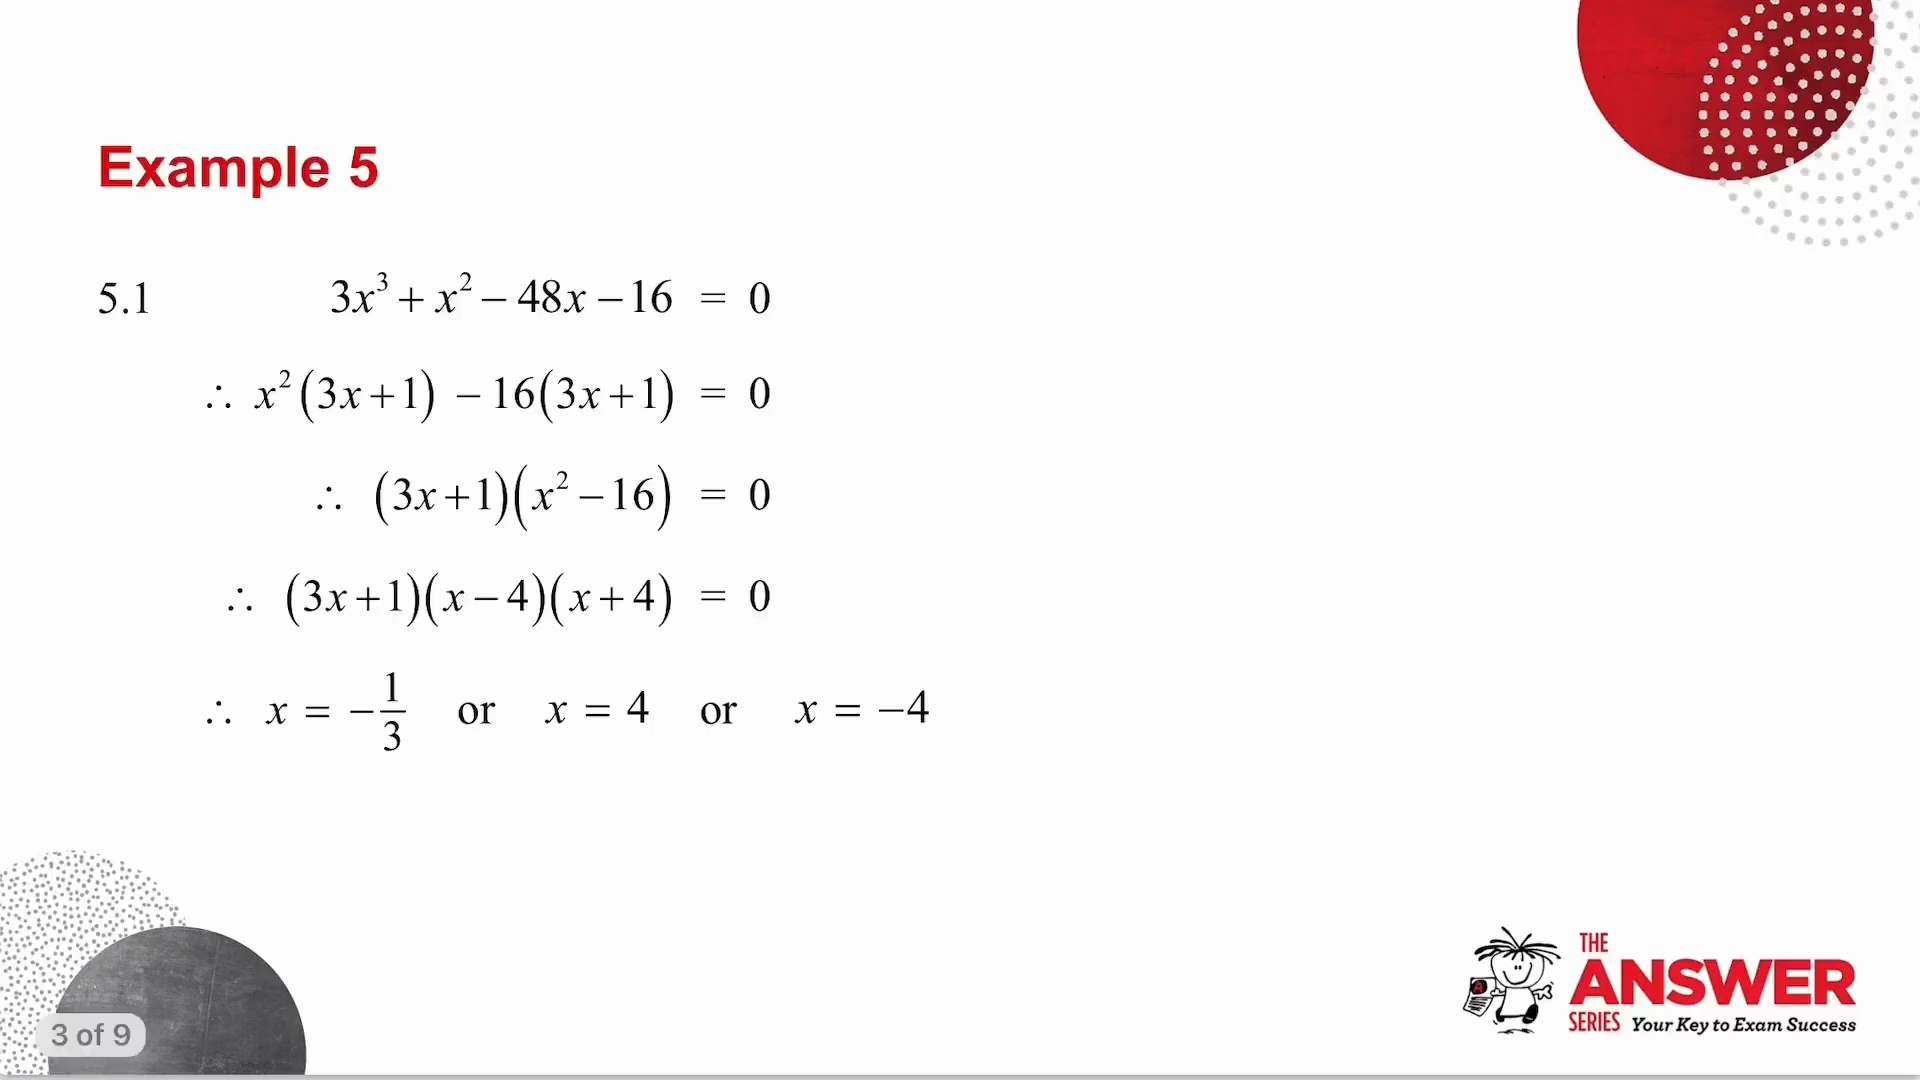 Example 5
5.1 3x³ + x² − 48x − 16 = 0
∴ x²(3x+1) − 16(3x+1) = 0
∴ (3x+1)(x² − 16) = 0
∴ (3x+1)(x − 4)(x + 4) = 0
∴ x = −1/3 or x = 4 or x = −4
3 of 9
THE
ANSWER
SERIES Your Key to Exam Success